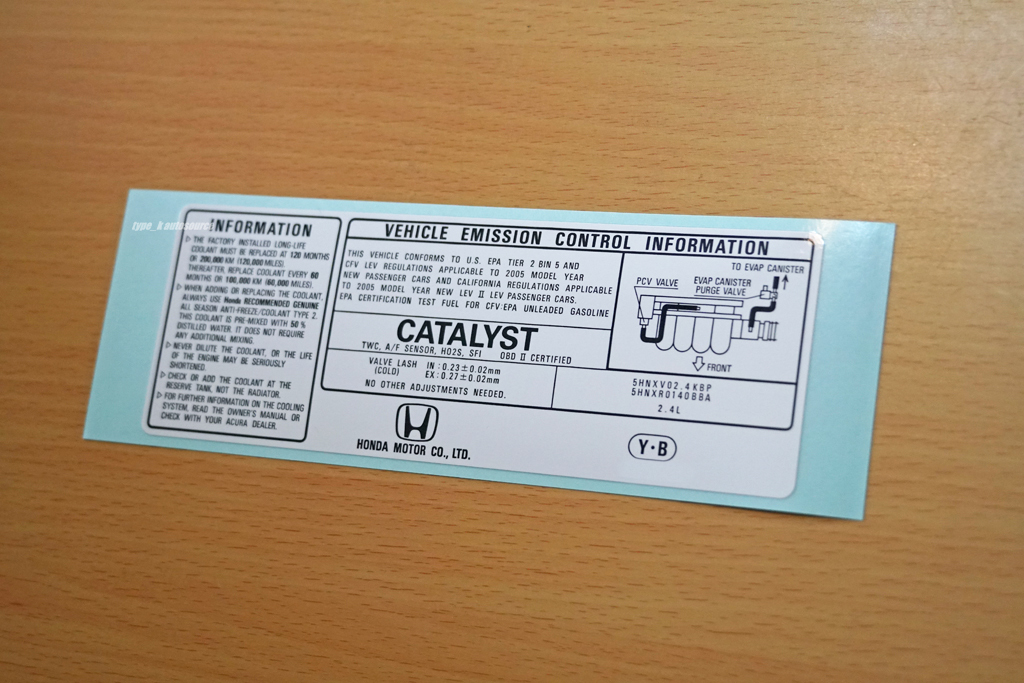 type_k autosource
INFORMATION
▷ THE FACTORY INSTALLED LONG-LIFE
COOLANT MUST BE REPLACED AT 120 MONTHS
OR 200,000 KM (120,000 MILES).
THEREAFTER, REPLACE COOLANT EVERY 60
MONTHS OR 100,000 KM (60,000 MILES).
▷ WHEN ADDING OR REPLACING THE COOLANT,
ALWAYS USE Honda RECOMMENDED GENUINE
ALL SEASON ANTI-FREEZE/COOLANT TYPE 2.
THIS COOLANT IS PRE-MIXED WITH 50 %
DISTILLED WATER. IT DOES NOT REQUIRE
ANY ADDITIONAL MIXING.
▷ NEVER DILUTE THE COOLANT, OR THE LIFE
OF THE ENGINE MAY BE SERIOUSLY
SHORTENED.
▷ CHECK OR ADD THE COOLANT AT THE
RESERVE TANK, NOT THE RADIATOR.
▷ FOR FURTHER INFORMATION ON THE COOLING
SYSTEM, READ THE OWNER'S MANUAL OR
CHECK WITH YOUR ACURA DEALER.
VEHICLE EMISSION CONTROL INFORMATION
THIS VEHICLE CONFORMS TO U.S. EPA TIER 2 BIN 5 AND
CFV LEV REGULATIONS APPLICABLE TO 2005 MODEL YEAR
NEW PASSENGER CARS AND CALIFORNIA REGULATIONS APPLICABLE
TO 2005 MODEL YEAR NEW LEV II LEV PASSENGER CARS.
EPA CERTIFICATION TEST FUEL FOR CFV:EPA UNLEADED GASOLINE
CATALYST
TWC, A/F SENSOR, HO2S, SFI OBD II CERTIFIED
VALVE LASH IN : 0.23±0.02mm
(COLD) EX : 0.27±0.02mm
NO OTHER ADJUSTMENTS NEEDED.
TO EVAP CANISTER
PCV VALVE EVAP CANISTER
PURGE VALVE
FRONT
5HNXV02.4KBP
5HNXR0140BBA
2.4L
HONDA MOTOR CO., LTD.
Y·B